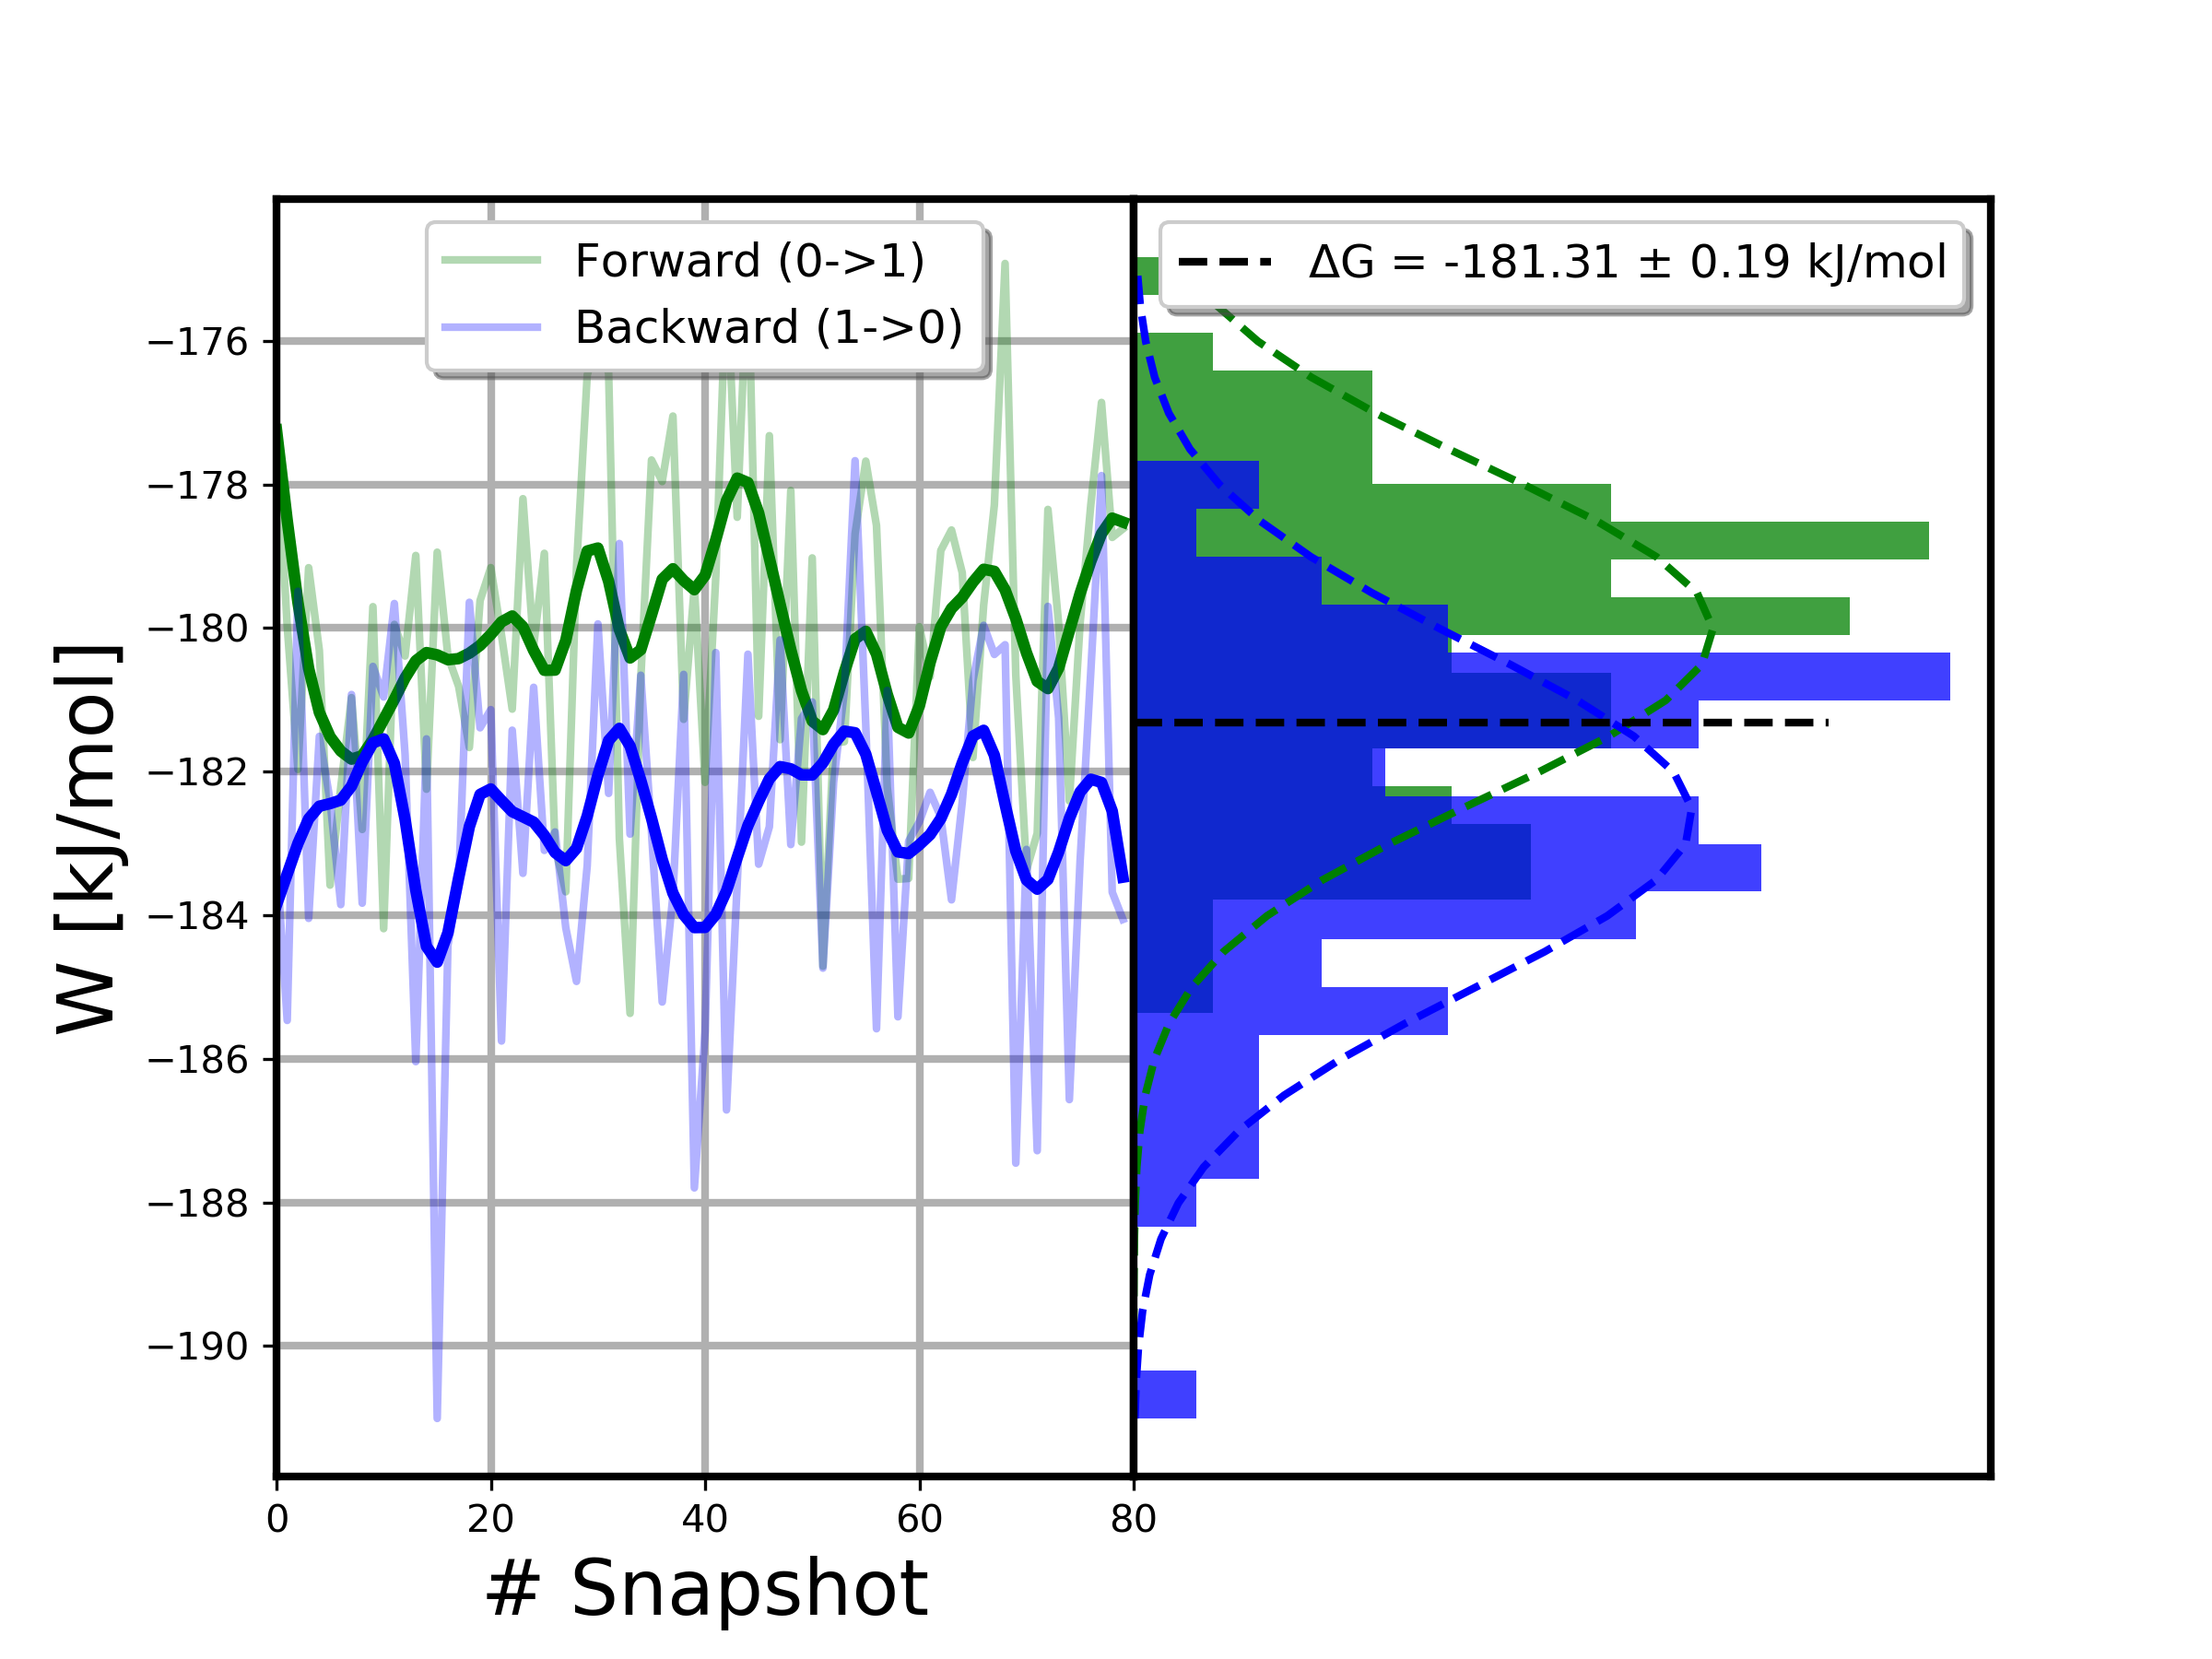 Forward (0->1)
Backward (1->0)
ΔG = -181.31 ± 0.19 kJ/mol
W [kJ/mol]
−176
−178
−180
−182
−184
−186
−188
−190
0 20 40 60 80
# Snapshot